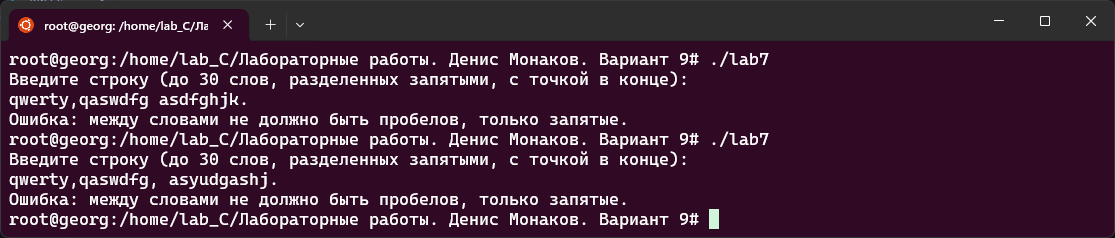 root@georg: /home/lab_C/Ла
root@georg:/home/lab_C/Лабораторные работы. Денис Монаков. Вариант 9# ./lab7
Введите строку (до 30 слов, разделенных запятыми, с точкой в конце):
qwerty,qaswdfg asdfghjk.
Ошибка: между словами не должно быть пробелов, только запятые.
root@georg:/home/lab_C/Лабораторные работы. Денис Монаков. Вариант 9# ./lab7
Введите строку (до 30 слов, разделенных запятыми, с точкой в конце):
qwerty,qaswdfg, asyudgashj.
Ошибка: между словами не должно быть пробелов, только запятые.
root@georg:/home/lab_C/Лабораторные работы. Денис Монаков. Вариант 9#